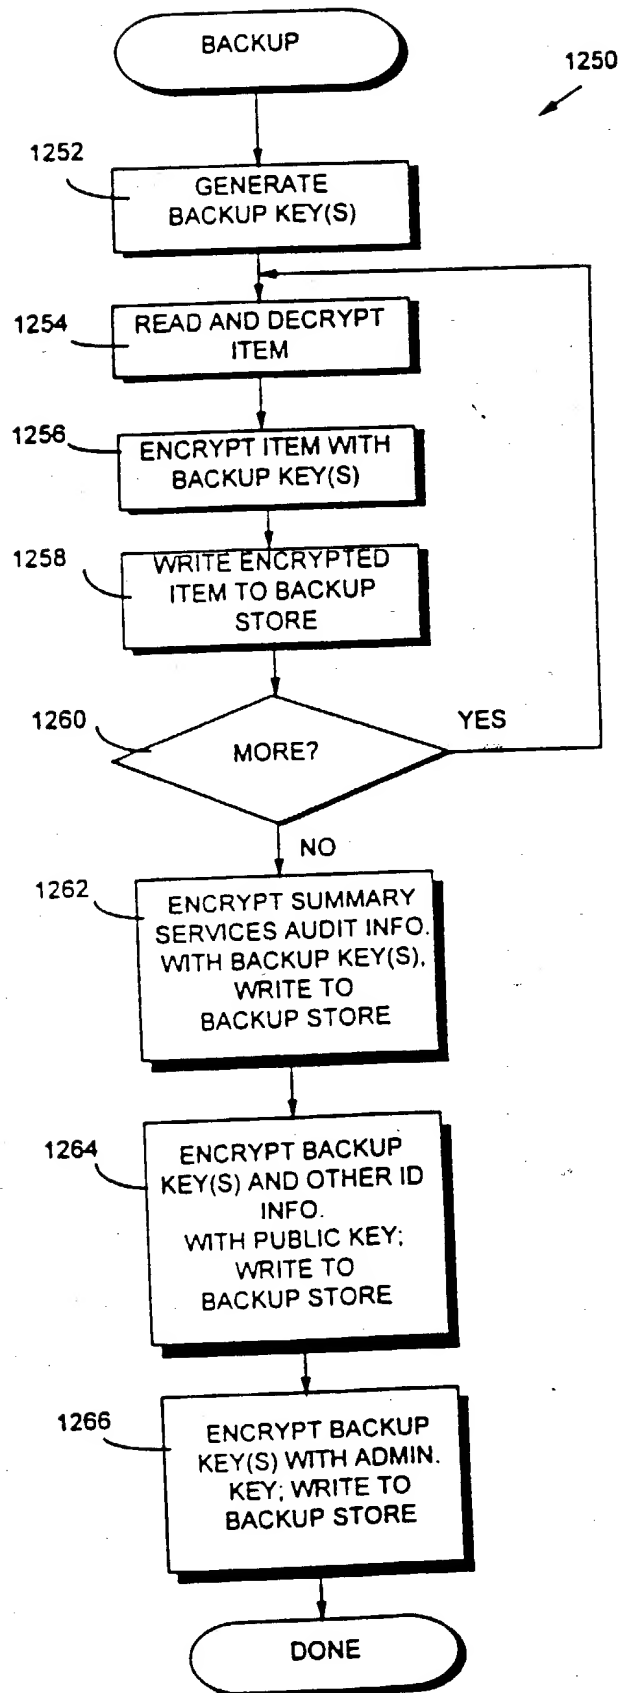 BACKUP
1250
1252
GENERATE
BACKUP KEY(S)
1254
READ AND DECRYPT
ITEM
1256
ENCRYPT ITEM WITH
BACKUP KEY(S)
1258
WRITE ENCRYPTED
ITEM TO BACKUP
STORE
1260
MORE?
YES
NO
1262
ENCRYPT SUMMARY
SERVICES AUDIT INFO.
WITH BACKUP KEY(S),
WRITE TO
BACKUP STORE
1264
ENCRYPT BACKUP
KEY(S) AND OTHER ID
INFO.
WITH PUBLIC KEY;
WRITE TO
BACKUP STORE
1266
ENCRYPT BACKUP
KEY(S) WITH ADMIN.
KEY; WRITE TO
BACKUP STORE
DONE